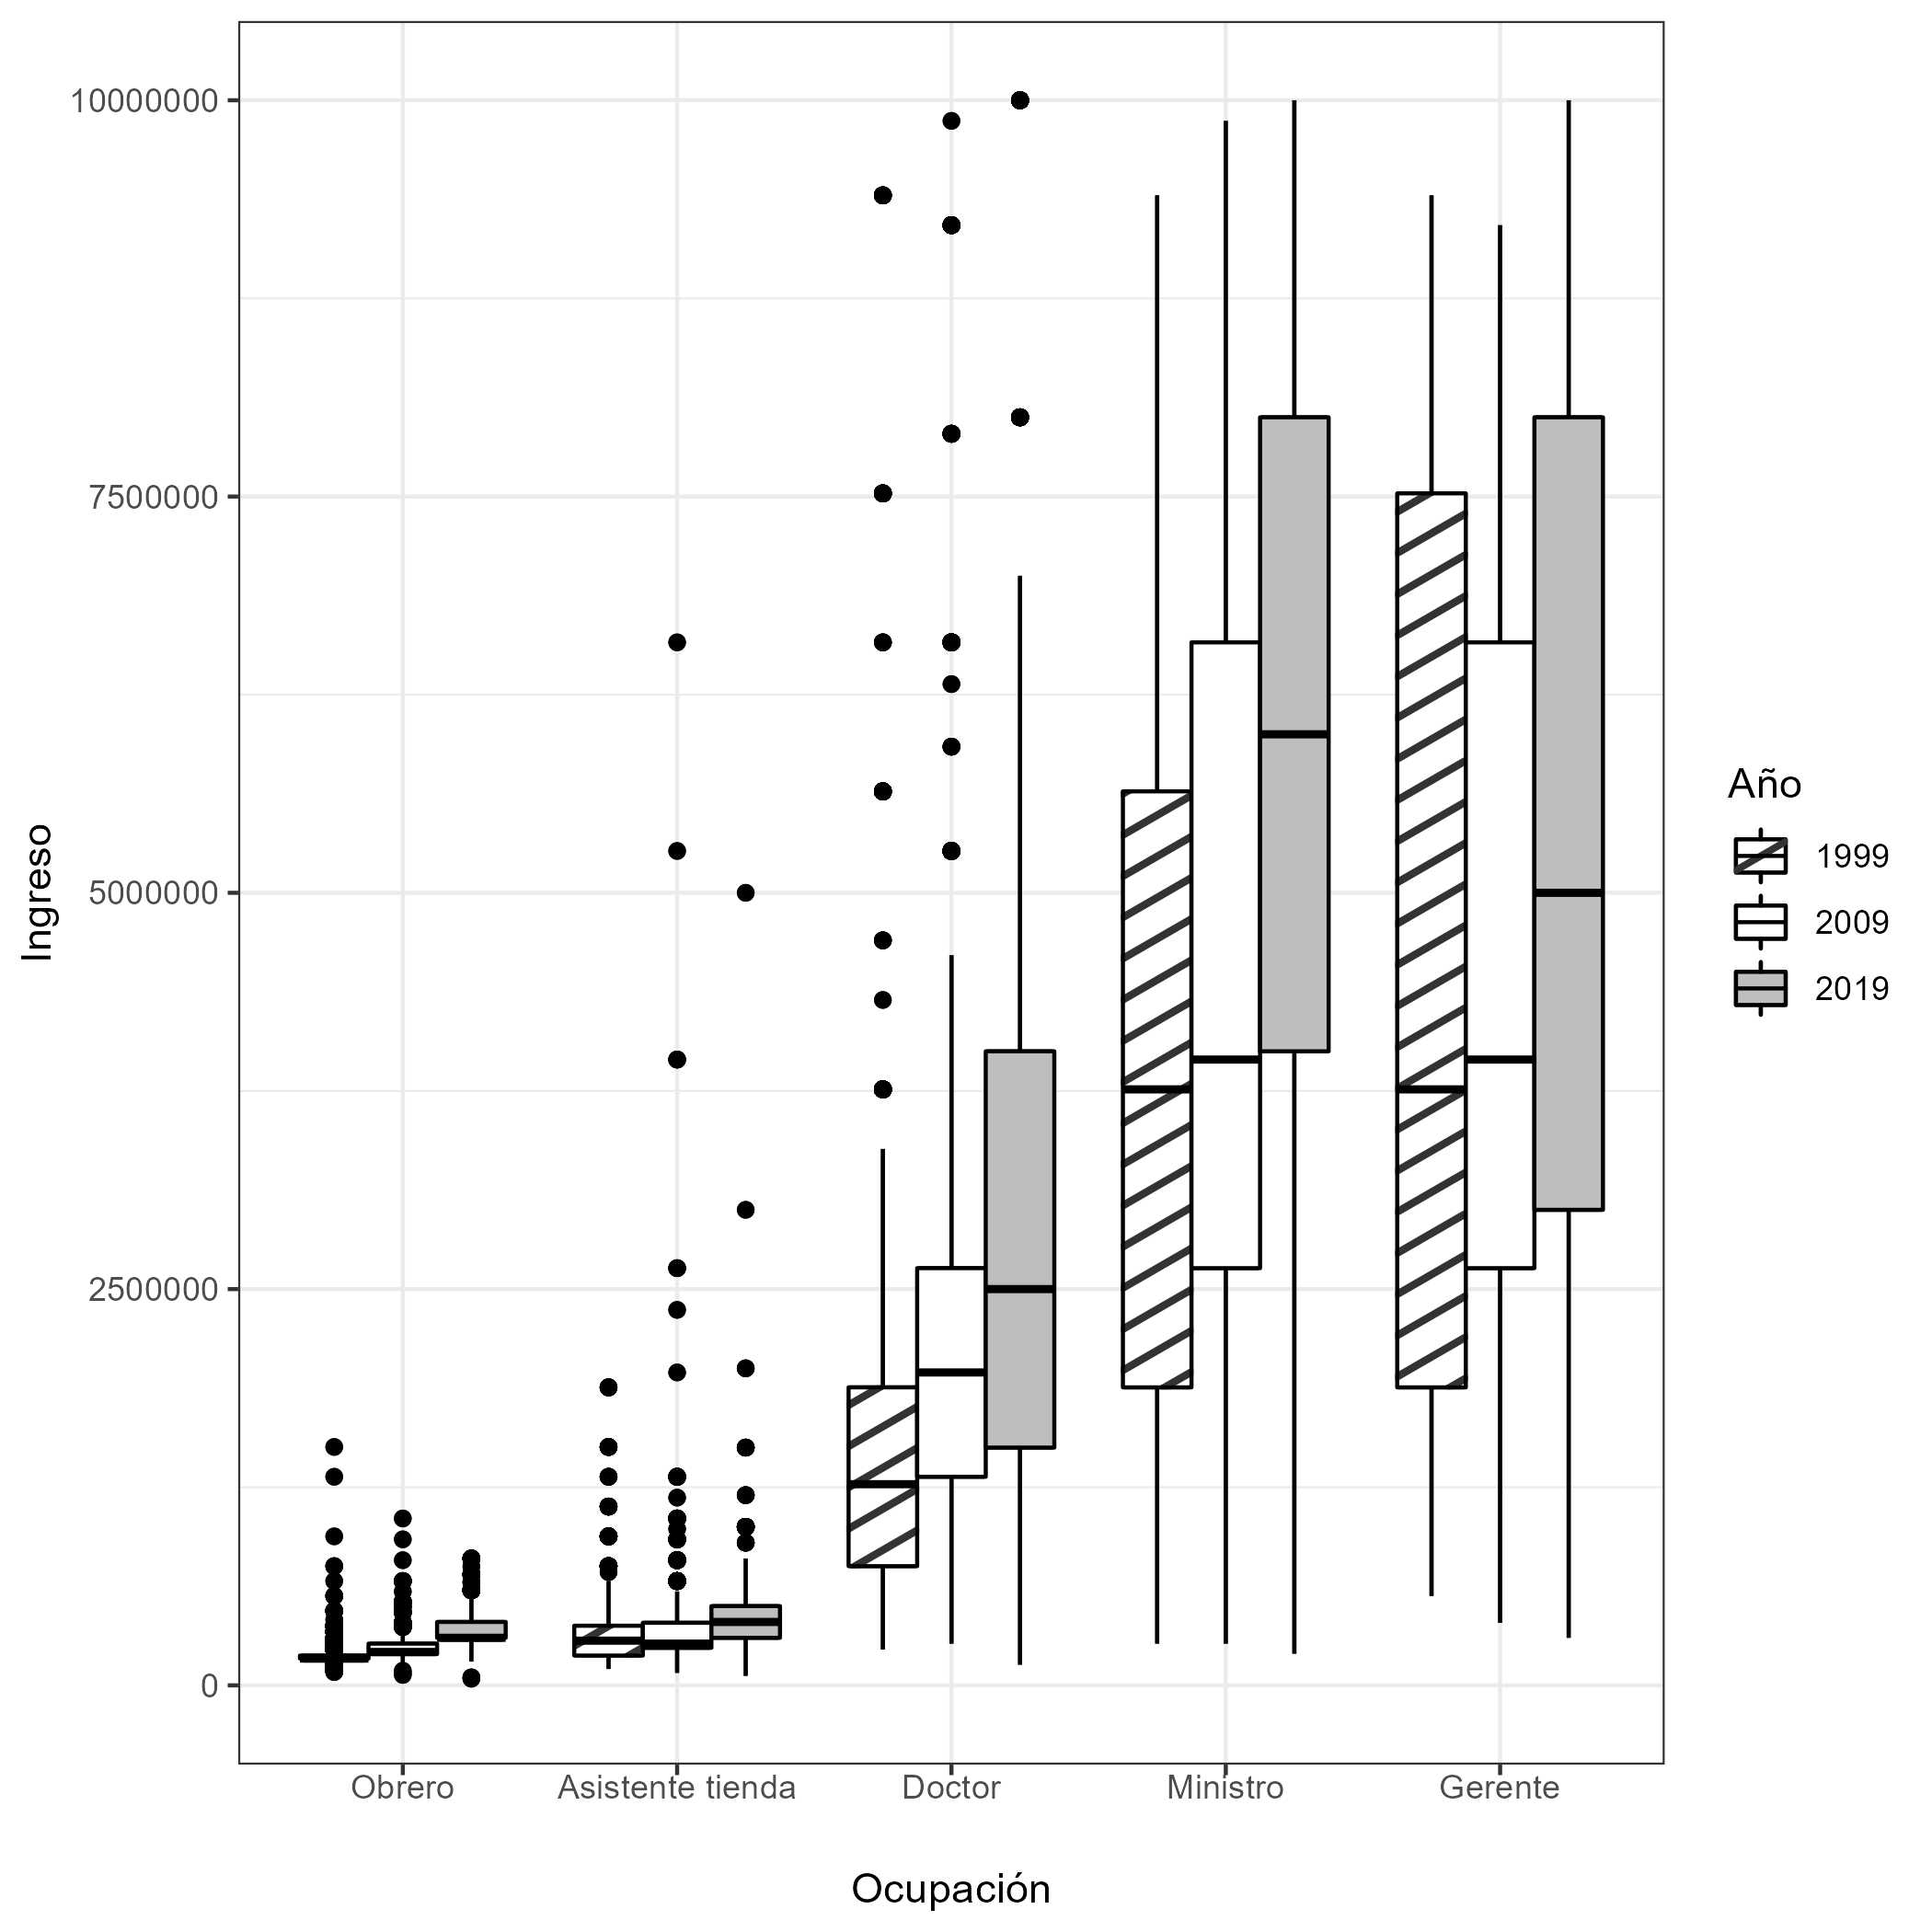 Ingreso
10000000
7500000
5000000
2500000
0
Obrero Asistente tienda Doctor Ministro Gerente
Ocupación
Año
1999
2009
2019